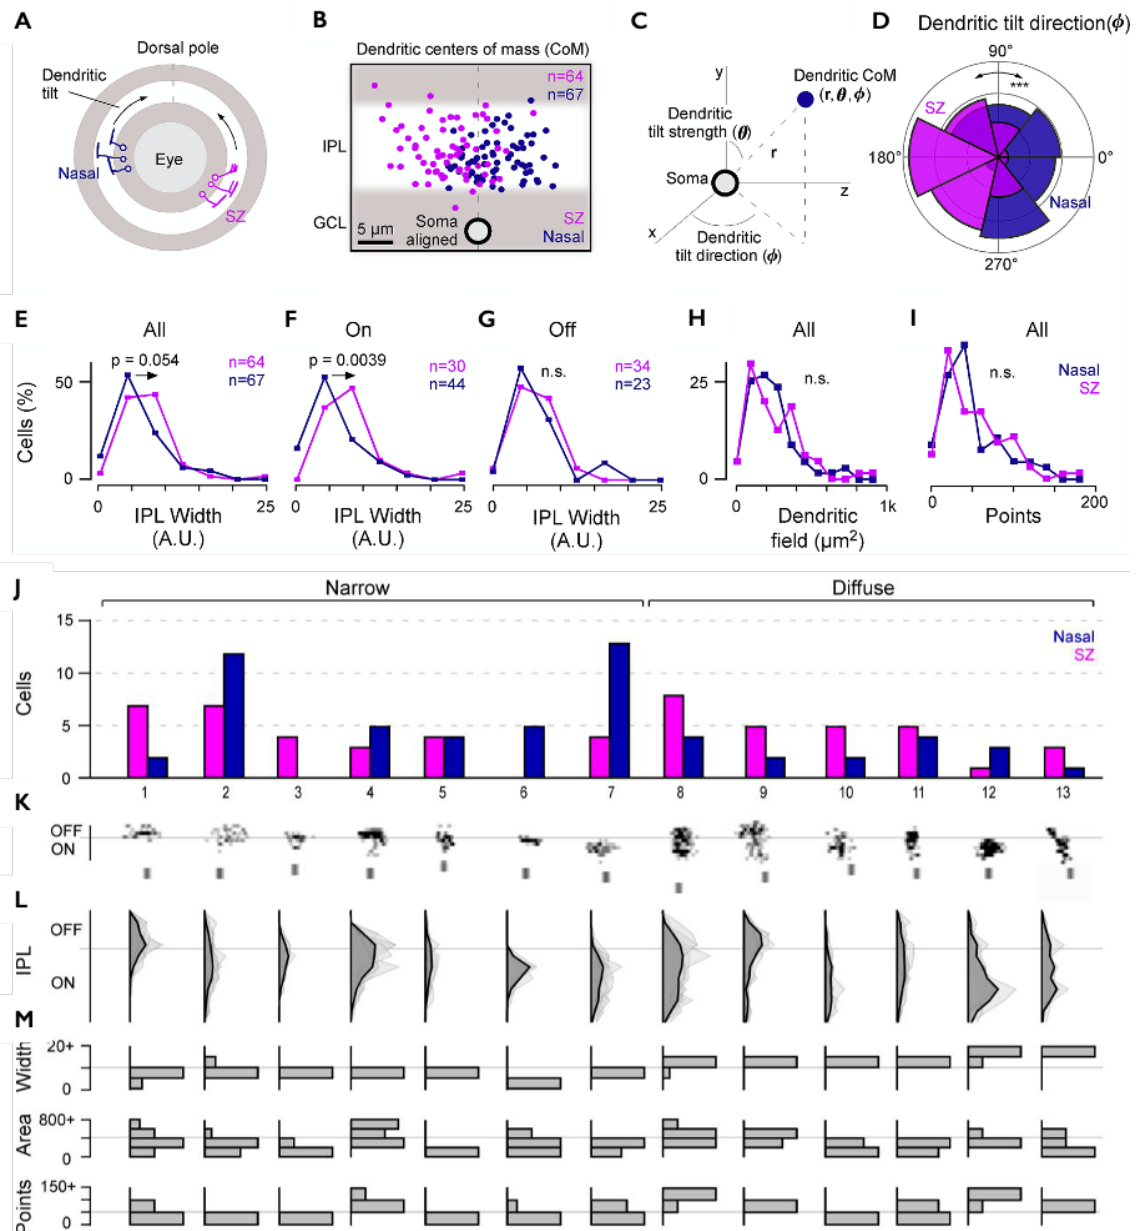 A
Dorsal pole
Dendritic
tilt
Eye
Nasal
SZ
B
Dendritic centers of mass (CoM)
n=64
n=67
IPL
GCL
5 µm
Soma
aligned
SZ
Nasal
C
y
Dendritic CoM
(r, θ, ϕ)
Dendritic
tilt strength (θ)
r
Soma
z
x
Dendritic
tilt direction (ϕ)
D
Dendritic tilt direction(ϕ)
90°
***
SZ
180°
0°
Nasal
270°
E
All
p = 0.054
n=64
n=67
50
Cells (%)
0
0
25
IPL Width
(A.U.)
F
On
p = 0.0039
n=30
n=44
0
25
IPL Width
(A.U.)
G
Off
n.s.
n=34
n=23
0
25
IPL Width
(A.U.)
H
All
n.s.
25
0
0
1k
Dendritic
field (µm²)
I
All
Nasal
SZ
n.s.
0
200
Points
J
Narrow
Diffuse
Nasal
SZ
15
10
5
0
Cells
1 2 3 4 5 6 7 8 9 10 11 12 13
K
OFF
ON
L
OFF
ON
IPL
M
20+
0
Width
800+
0
Area
150+
0
Points